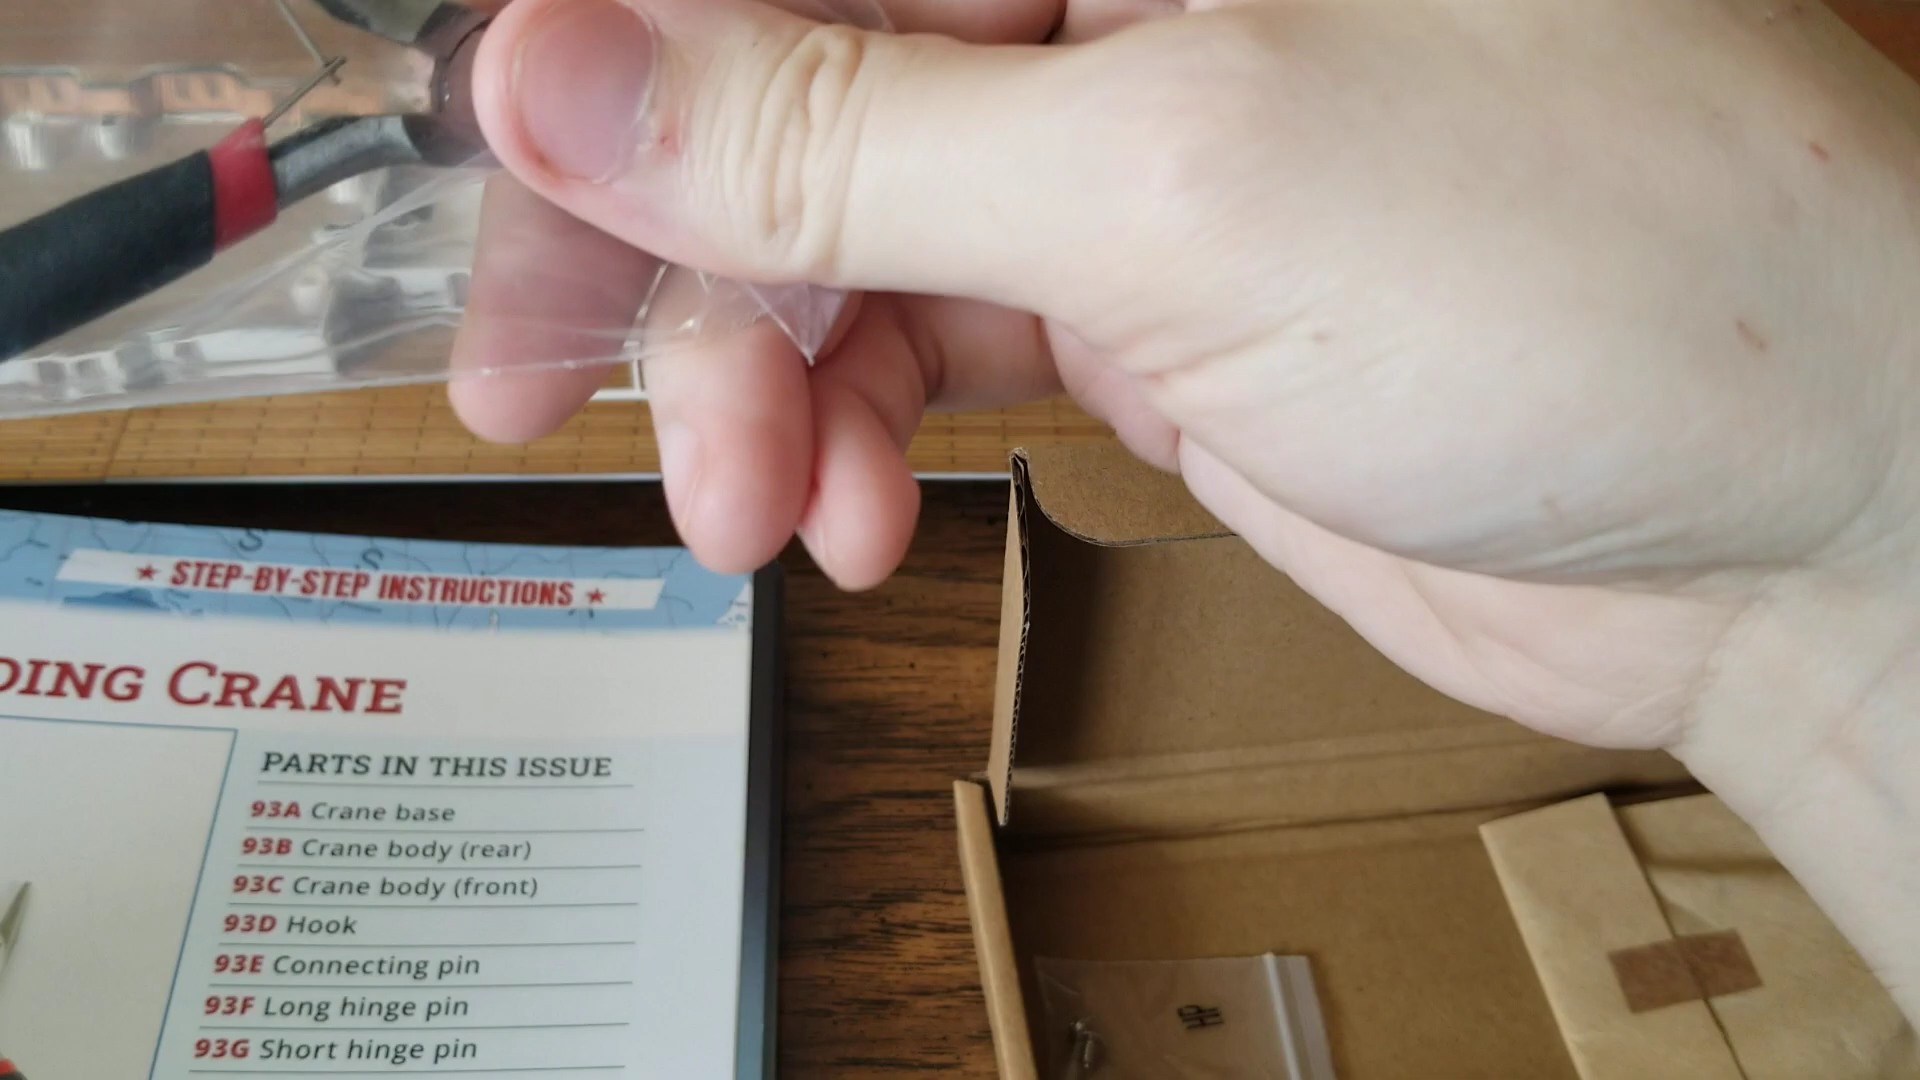 ★ STEP-BY-STEP INSTRUCTIONS ★
DING CRANE
PARTS IN THIS ISSUE
93A Crane base
93B Crane body (rear)
93C Crane body (front)
93D Hook
93E Connecting pin
93F Long hinge pin
93G Short hinge pin
HP
S
S